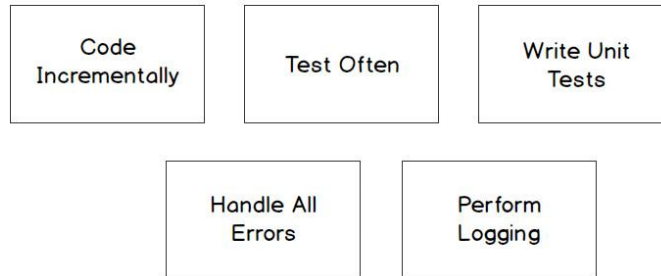 Code
Incrementally
Test Often
Write Unit
Tests
Handle All
Errors
Perform
Logging